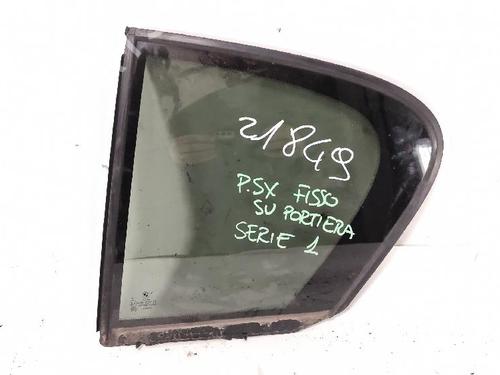 21849
P.SX FISSO
SU PORTIERA
SERIE 1